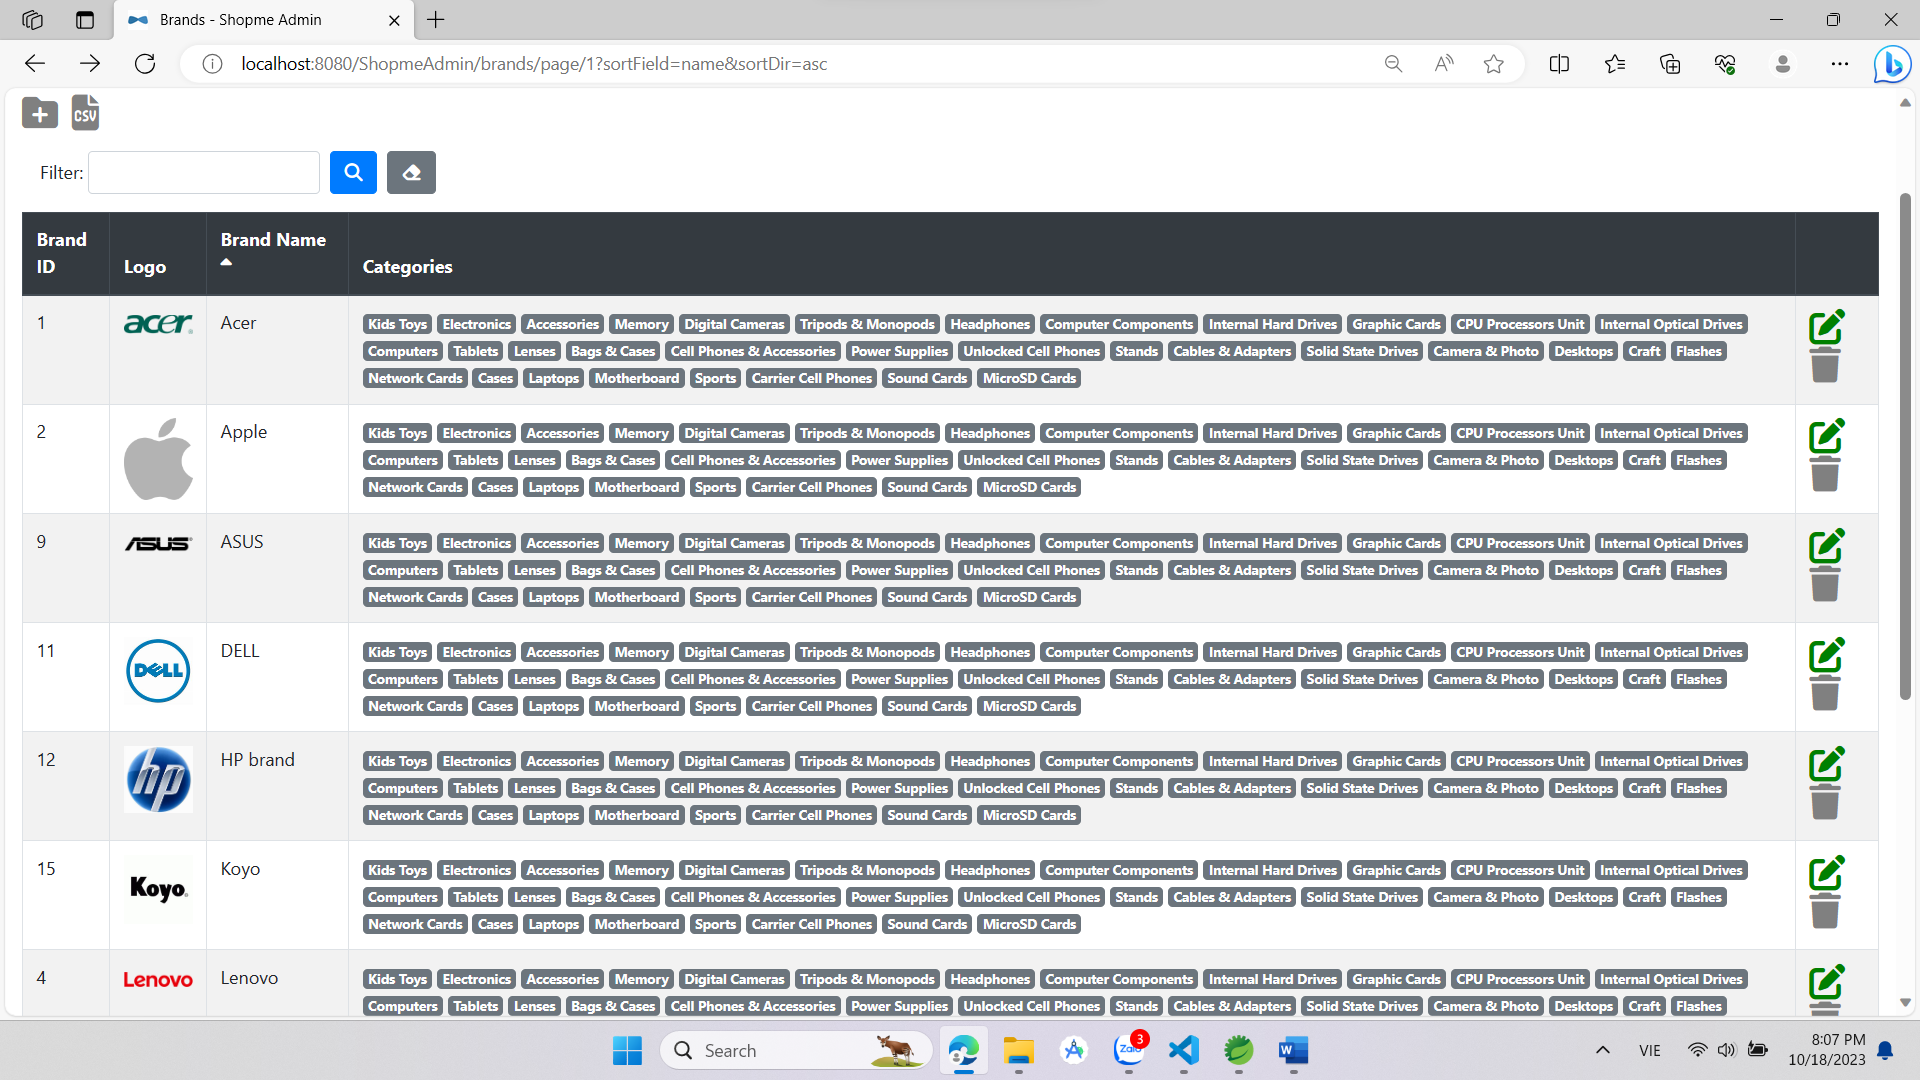 Brands - Shopme Admin
localhost:8080/ShopmeAdmin/brands/page/1?sortField=name&sortDir=asc
CSV
Filter:
Brand ID Logo Brand Name Categories
1 acer Acer Kids Toys Electronics Accessories Memory Digital Cameras Tripods & Monopods Headphones Computer Components Internal Hard Drives Graphic Cards CPU Processors Unit Internal Optical Drives
Computers Tablets Lenses Bags & Cases Cell Phones & Accessories Power Supplies Unlocked Cell Phones Stands Cables & Adapters Solid State Drives Camera & Photo Desktops Craft Flashes
Network Cards Cases Laptops Motherboard Sports Carrier Cell Phones Sound Cards MicroSD Cards
2 Apple Kids Toys Electronics Accessories Memory Digital Cameras Tripods & Monopods Headphones Computer Components Internal Hard Drives Graphic Cards CPU Processors Unit Internal Optical Drives
Computers Tablets Lenses Bags & Cases Cell Phones & Accessories Power Supplies Unlocked Cell Phones Stands Cables & Adapters Solid State Drives Camera & Photo Desktops Craft Flashes
Network Cards Cases Laptops Motherboard Sports Carrier Cell Phones Sound Cards MicroSD Cards
9 ASUS ASUS Kids Toys Electronics Accessories Memory Digital Cameras Tripods & Monopods Headphones Computer Components Internal Hard Drives Graphic Cards CPU Processors Unit Internal Optical Drives
Computers Tablets Lenses Bags & Cases Cell Phones & Accessories Power Supplies Unlocked Cell Phones Stands Cables & Adapters Solid State Drives Camera & Photo Desktops Craft Flashes
Network Cards Cases Laptops Motherboard Sports Carrier Cell Phones Sound Cards MicroSD Cards
11 DELL DELL Kids Toys Electronics Accessories Memory Digital Cameras Tripods & Monopods Headphones Computer Components Internal Hard Drives Graphic Cards CPU Processors Unit Internal Optical Drives
Computers Tablets Lenses Bags & Cases Cell Phones & Accessories Power Supplies Unlocked Cell Phones Stands Cables & Adapters Solid State Drives Camera & Photo Desktops Craft Flashes
Network Cards Cases Laptops Motherboard Sports Carrier Cell Phones Sound Cards MicroSD Cards
12 hp HP brand Kids Toys Electronics Accessories Memory Digital Cameras Tripods & Monopods Headphones Computer Components Internal Hard Drives Graphic Cards CPU Processors Unit Internal Optical Drives
Computers Tablets Lenses Bags & Cases Cell Phones & Accessories Power Supplies Unlocked Cell Phones Stands Cables & Adapters Solid State Drives Camera & Photo Desktops Craft Flashes
Network Cards Cases Laptops Motherboard Sports Carrier Cell Phones Sound Cards MicroSD Cards
15 Koyo Koyo Kids Toys Electronics Accessories Memory Digital Cameras Tripods & Monopods Headphones Computer Components Internal Hard Drives Graphic Cards CPU Processors Unit Internal Optical Drives
Computers Tablets Lenses Bags & Cases Cell Phones & Accessories Power Supplies Unlocked Cell Phones Stands Cables & Adapters Solid State Drives Camera & Photo Desktops Craft Flashes
Network Cards Cases Laptops Motherboard Sports Carrier Cell Phones Sound Cards MicroSD Cards
4 Lenovo Lenovo Kids Toys Electronics Accessories Memory Digital Cameras Tripods & Monopods Headphones Computer Components Internal Hard Drives Graphic Cards CPU Processors Unit Internal Optical Drives
Computers Tablets Lenses Bags & Cases Cell Phones & Accessories Power Supplies Unlocked Cell Phones Stands Cables & Adapters Solid State Drives Camera & Photo Desktops Craft Flashes
Search Zalo 3 W VIE 8:07 PM
10/18/2023